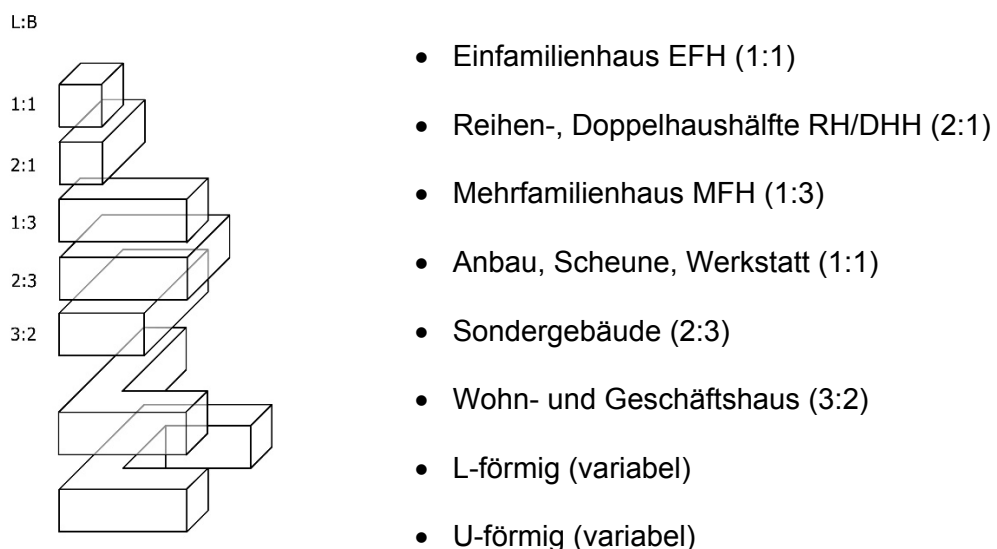 L:B
1:1
2:1
1:3
2:3
3:2
• Einfamilienhaus EFH (1:1)
• Reihen-, Doppelhaushälfte RH/DHH (2:1)
• Mehrfamilienhaus MFH (1:3)
• Anbau, Scheune, Werkstatt (1:1)
• Sondergebäude (2:3)
• Wohn- und Geschäftshaus (3:2)
• L-förmig (variabel)
• U-förmig (variabel)